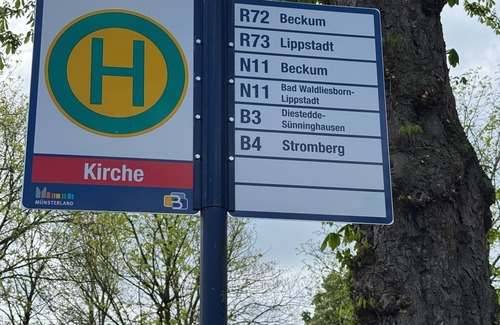 H
Kirche
MÜNSTERLAND
B
R72 Beckum
R73 Lippstadt
N11 Beckum
N11 Bad Waldliesborn-
Lippstadt
B3 Diestedde-
Sünninghausen
B4 Stromberg